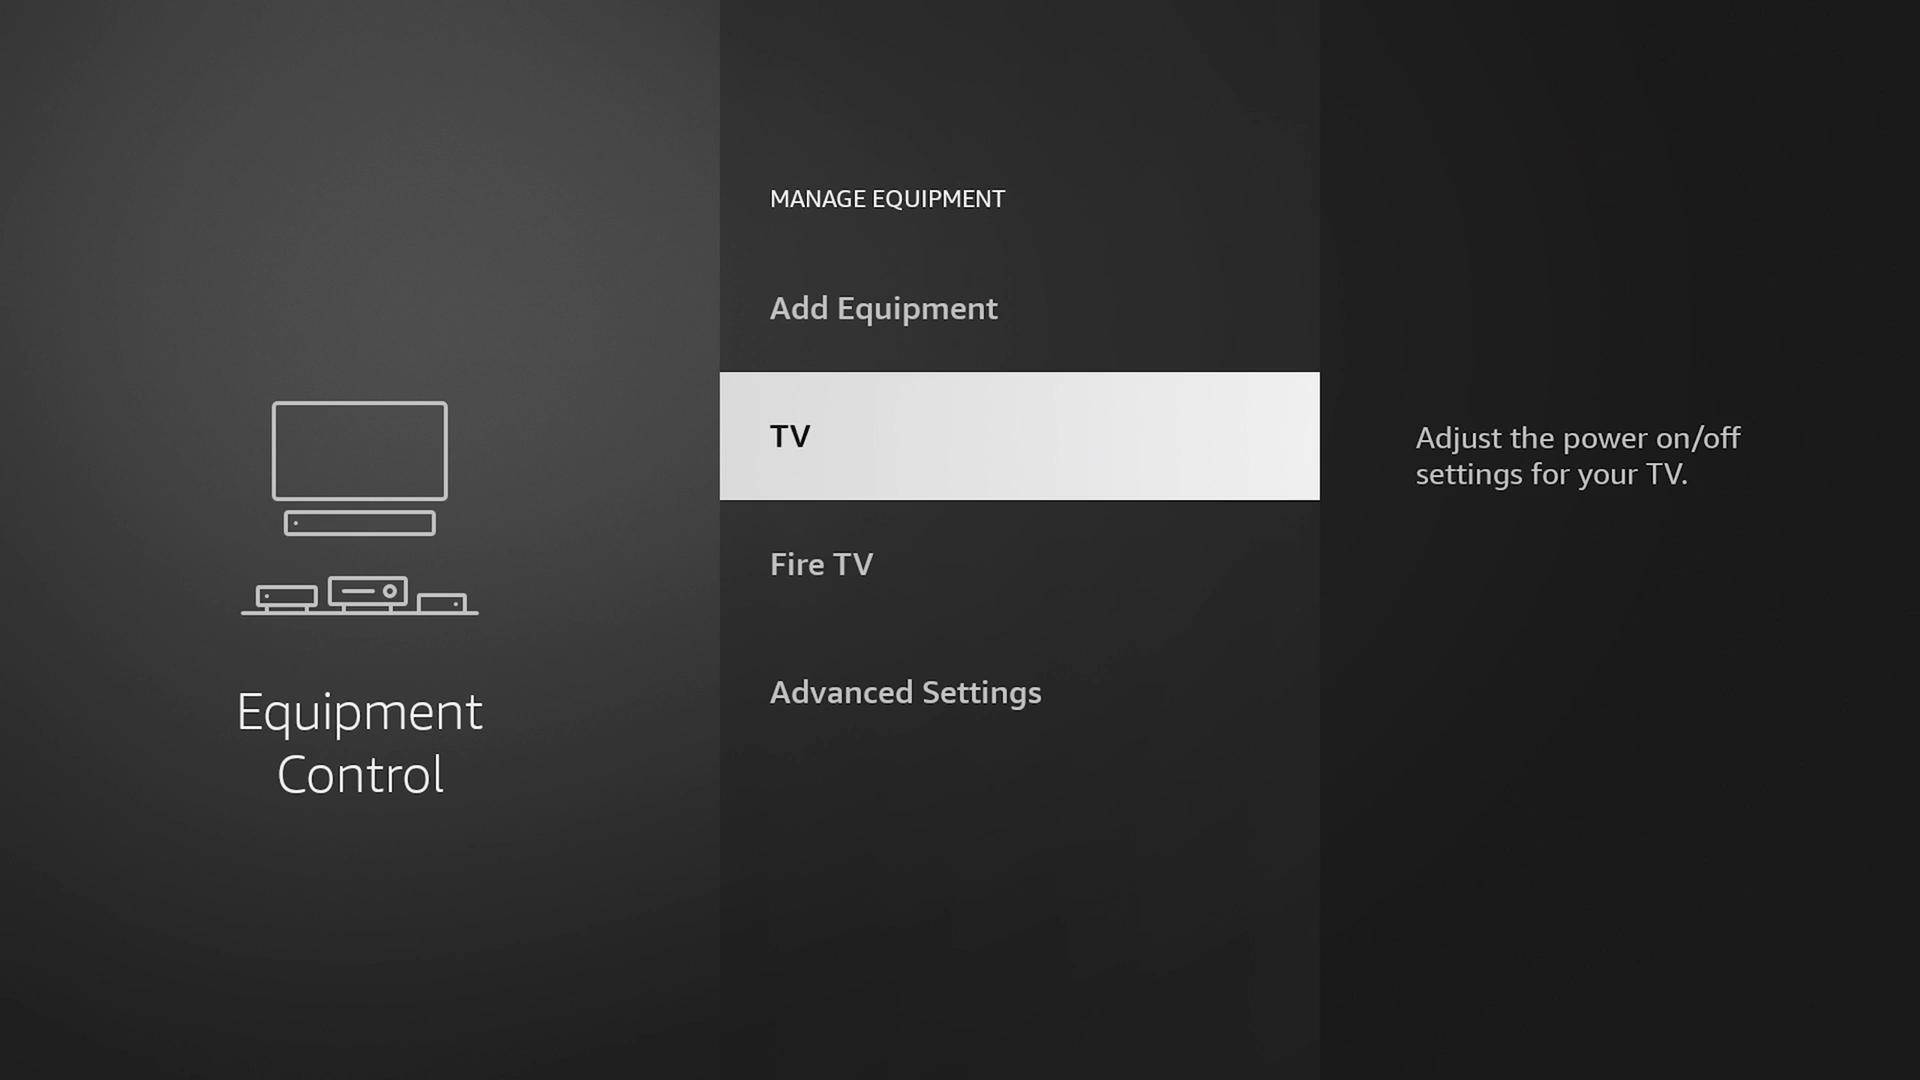 Equipment
Control
MANAGE EQUIPMENT
Add Equipment
TV
Fire TV
Advanced Settings
Adjust the power on/off
settings for your TV.